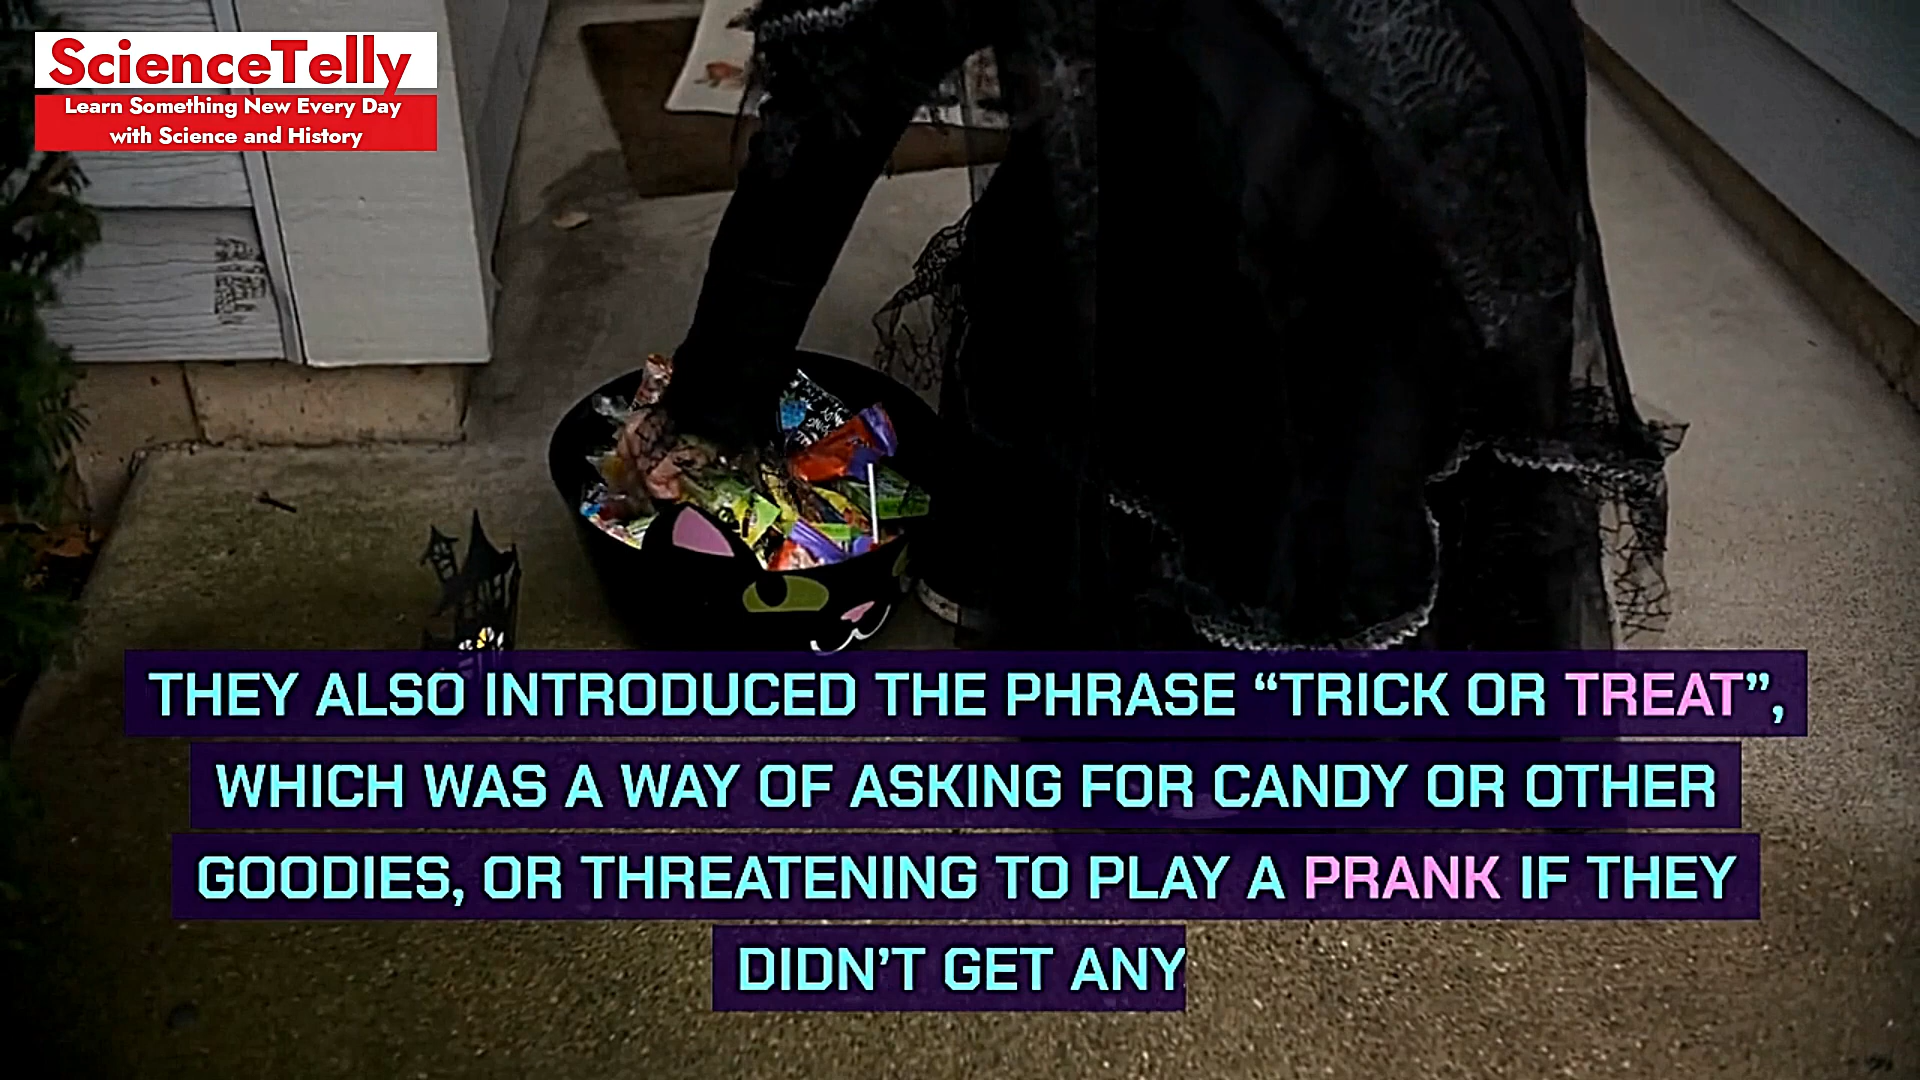 ScienceTelly
Learn Something New Every Day
with Science and History
THEY ALSO INTRODUCED THE PHRASE “TRICK OR TREAT”,
WHICH WAS A WAY OF ASKING FOR CANDY OR OTHER
GOODIES, OR THREATENING TO PLAY A PRANK IF THEY
DIDN’T GET ANY